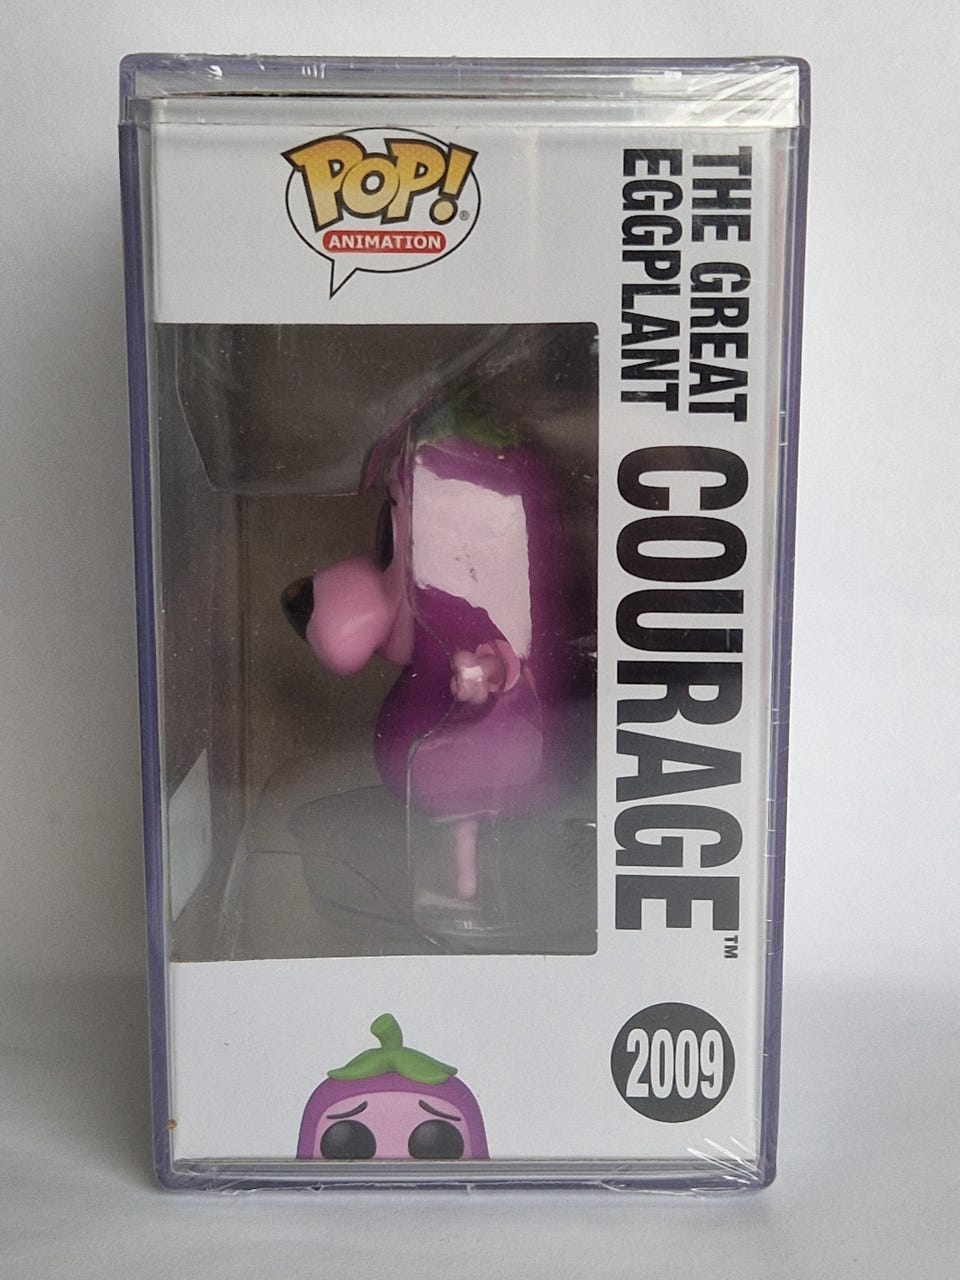 POP!®
ANIMATION
THE GREAT
EGGPLANT
COURAGE™
2009